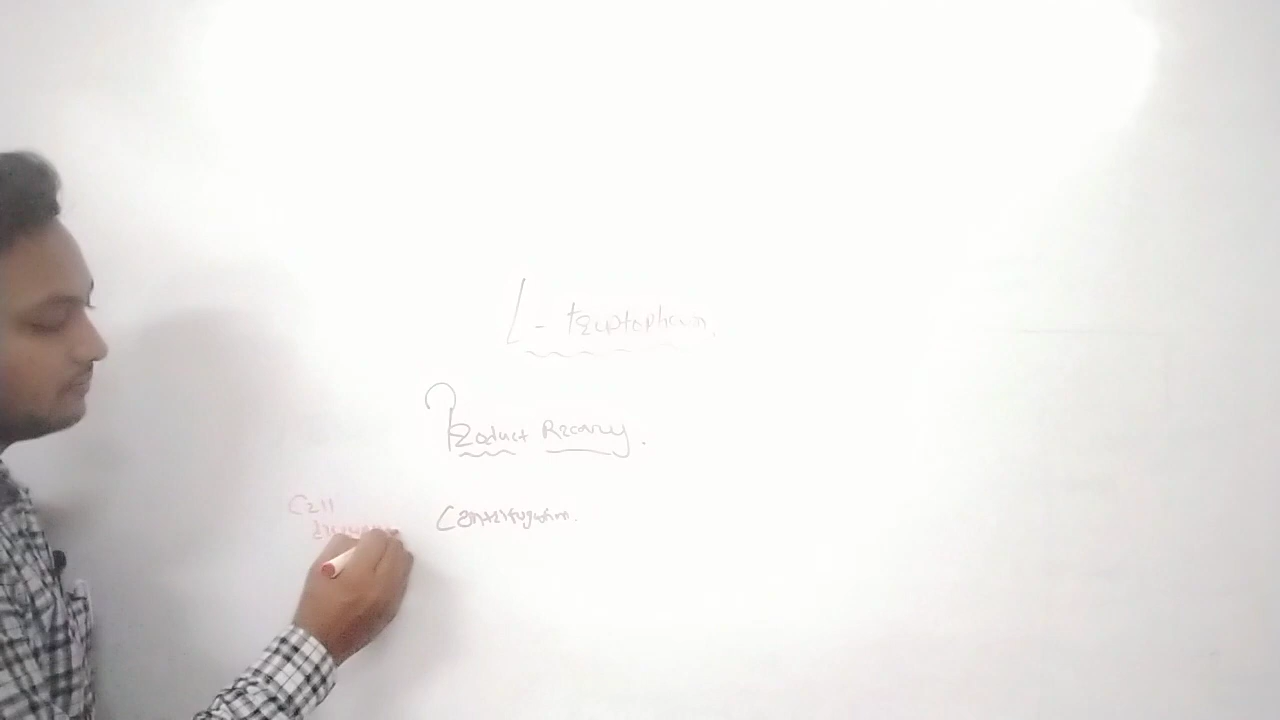 L - tryptophan.
Product Recovery.
Cell
Centrifugation.